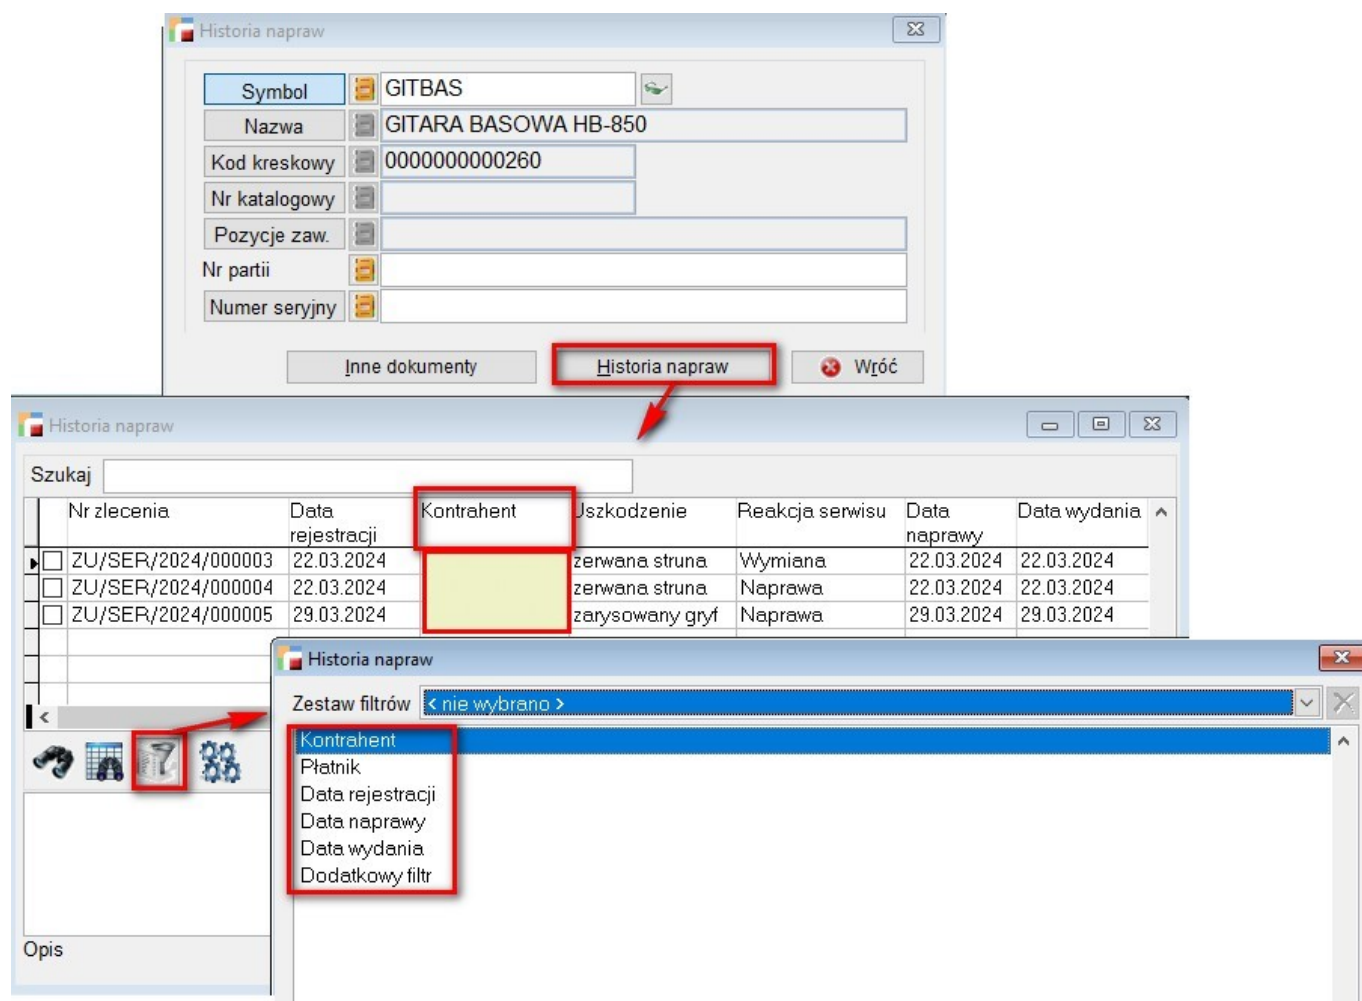 Historia napraw
Symbol GITBAS
Nazwa GITARA BASOWA HB-850
Kod kreskowy 0000000000260
Nr katalogowy
Pozycje zaw.
Nr partii
Numer seryjny
Inne dokumenty Historia napraw Wróć
Historia napraw
Szukaj
Nr zlecenia Data rejestracji Kontrahent Uszkodzenie Reakcja serwisu Data naprawy Data wydania
ZU/SER/2024/000003 22.03.2024 zerwana struna Wymiana 22.03.2024 22.03.2024
ZU/SER/2024/000004 22.03.2024 zerwana struna Naprawa 22.03.2024 22.03.2024
ZU/SER/2024/000005 29.03.2024 zarysowany gryf Naprawa 29.03.2024 29.03.2024
Historia napraw
Zestaw filtrów < nie wybrano >
Kontrahent
Płatnik
Data rejestracji
Data naprawy
Data wydania
Dodatkowy filtr
Opis